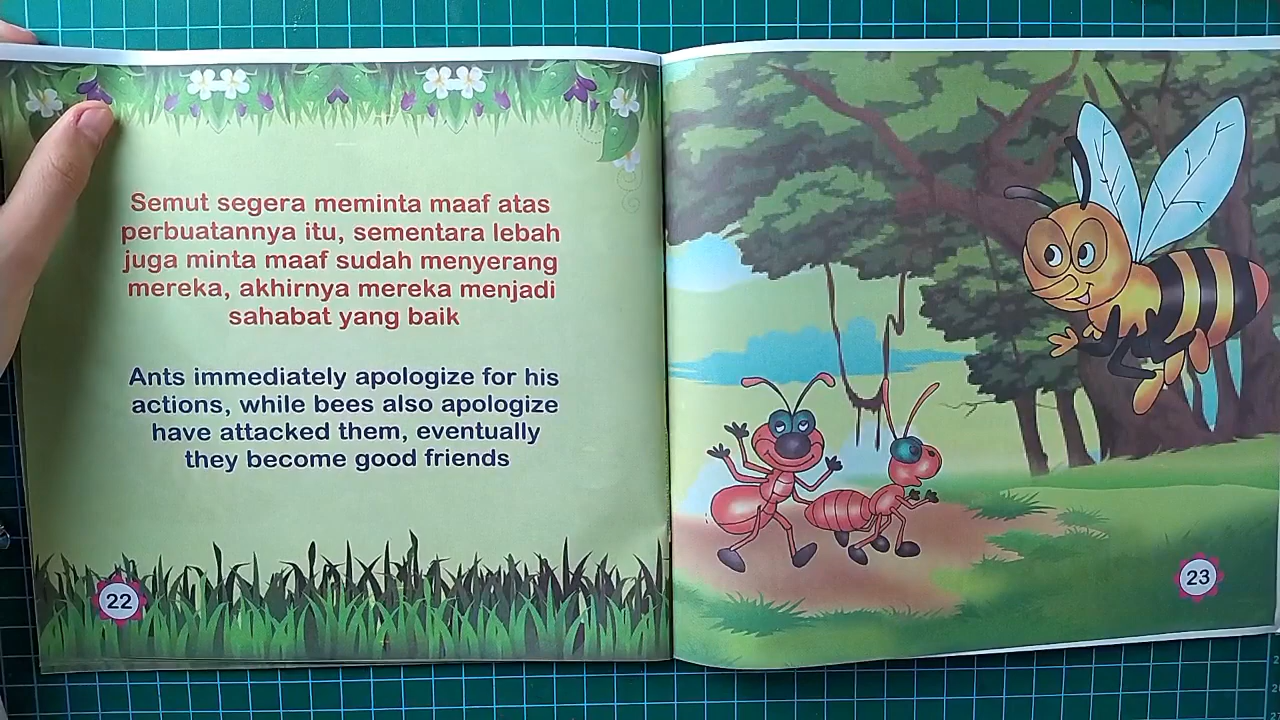 Semut segera meminta maaf atas
perbuatannya itu, sementara lebah
juga minta maaf sudah menyerang
mereka, akhirnya mereka menjadi
sahabat yang baik
Ants immediately apologize for his
actions, while bees also apologize
have attacked them, eventually
they become good friends
22
23